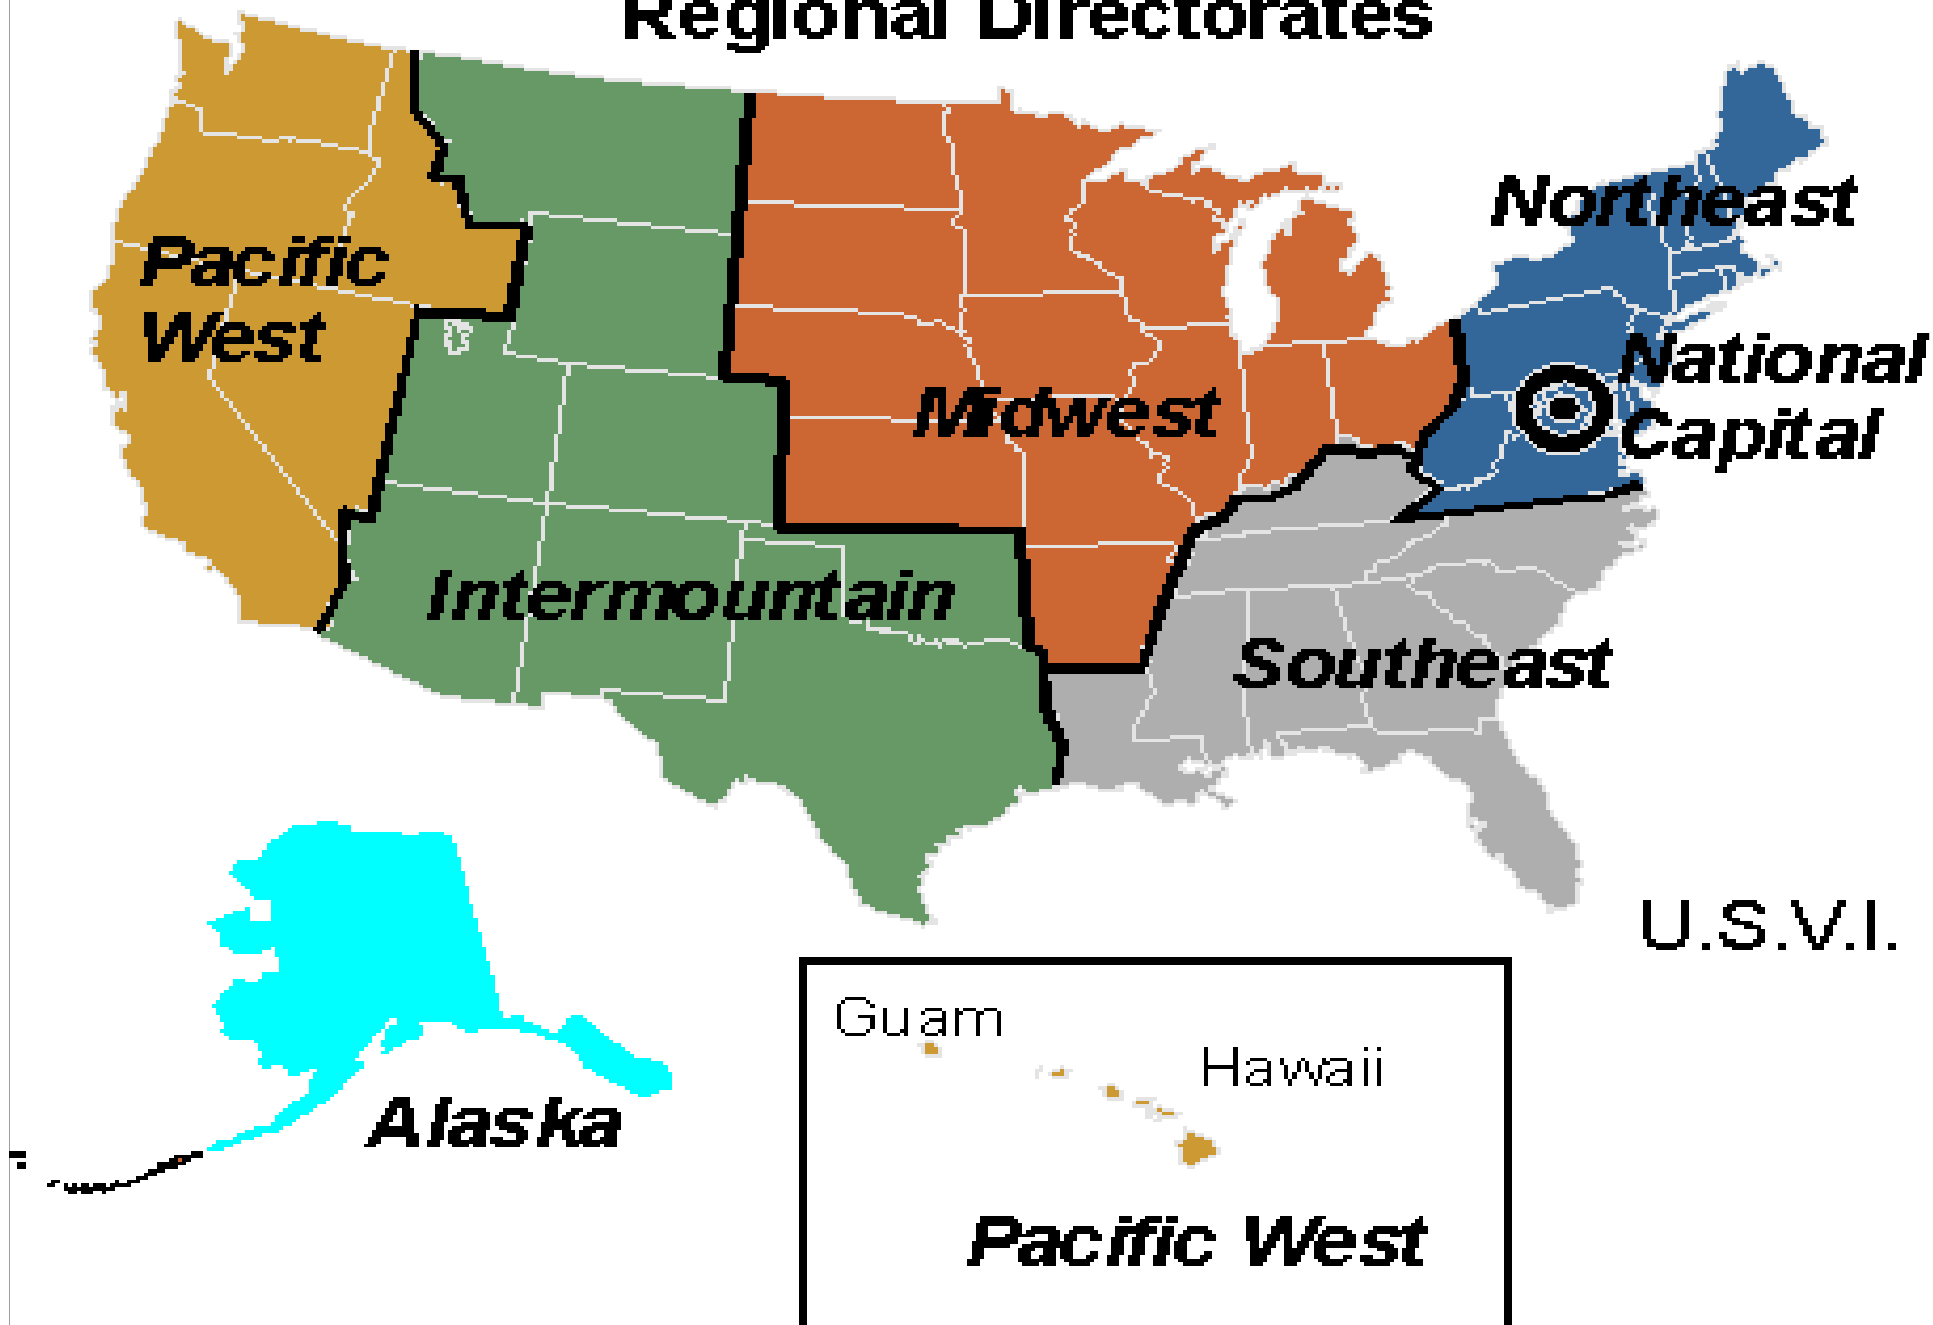 Regional Directorates
Northeast
Pacific
West
National
Capital
Midwest
Intermountain
Southeast
U.S.V.I.
Guam
Hawaii
Alaska
Pacific West